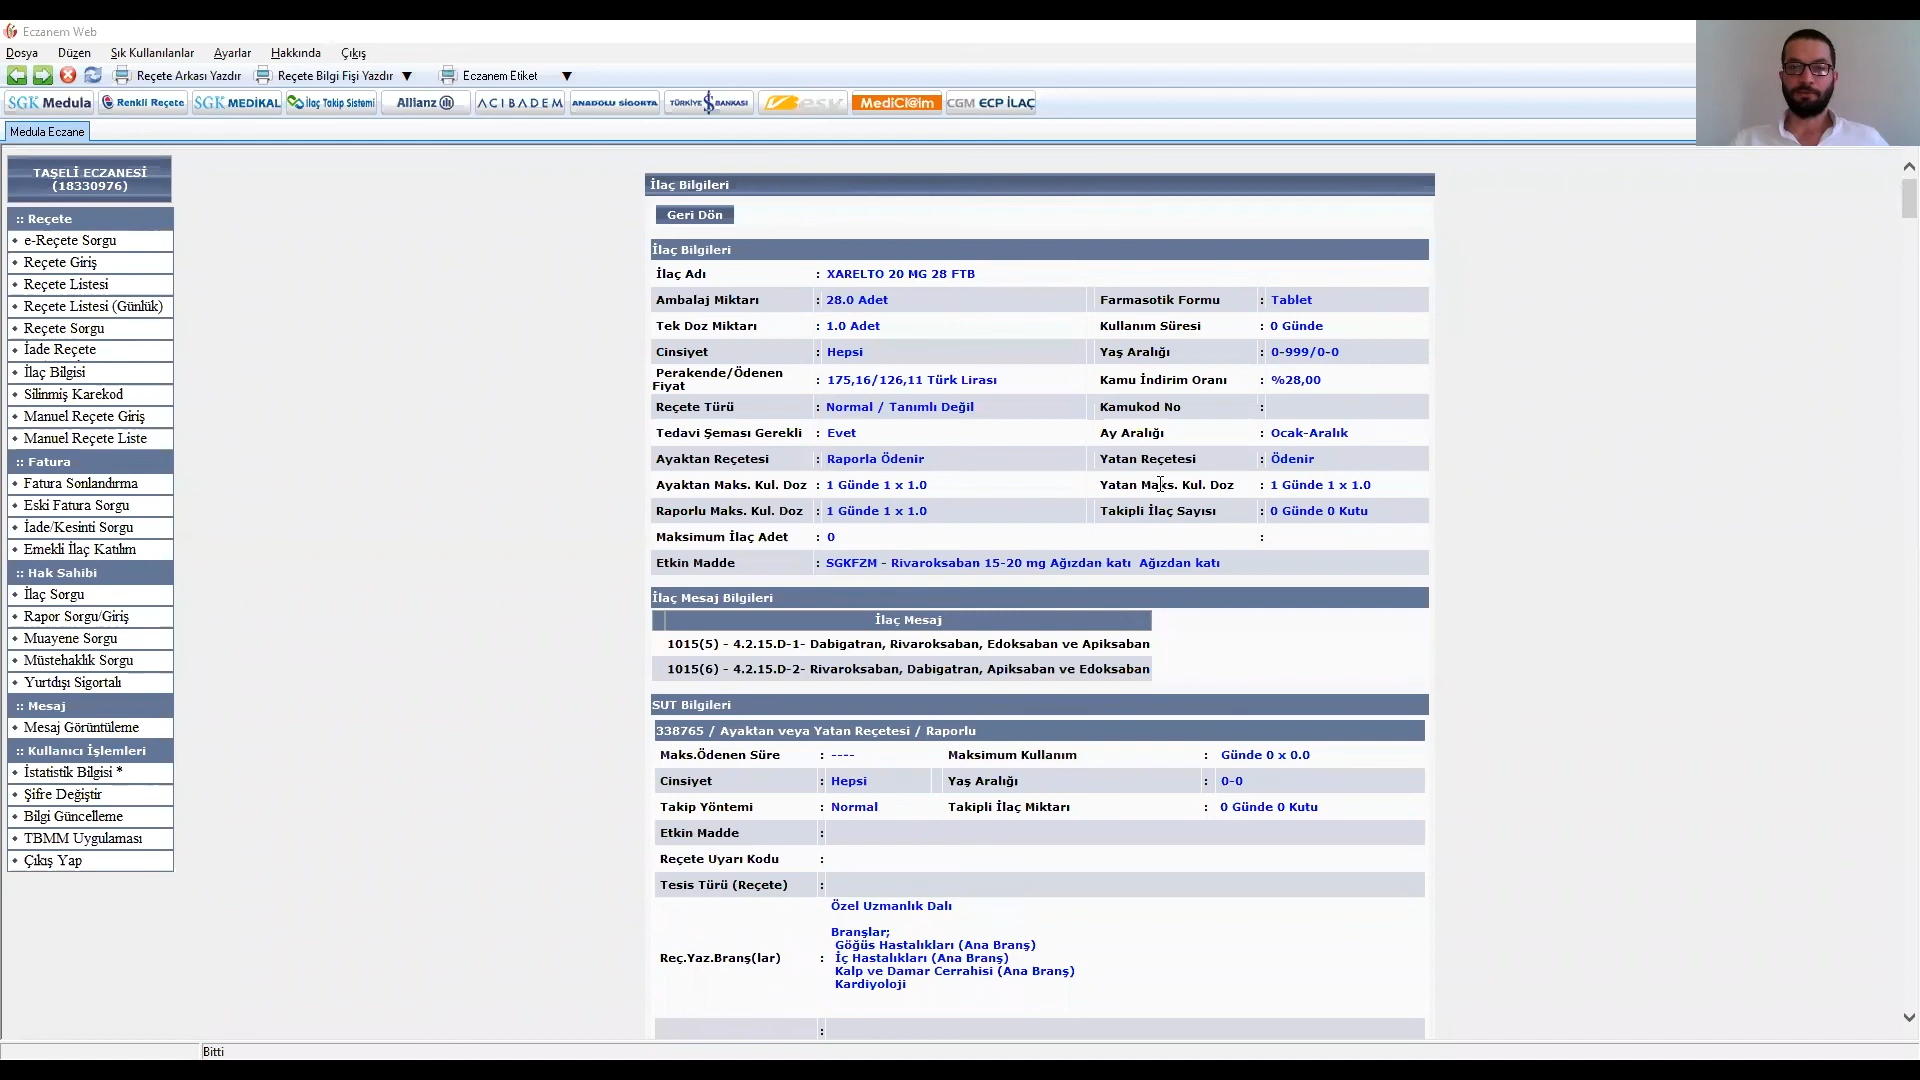 Eczanem Web
Dosya Düzen Sık Kullanılanlar Ayarlar Hakkında Çıkış
Reçete Arkası Yazdır Reçete Bilgi Fişi Yazdır Eczanem Etiket
SGK Medula Renkli Reçete SGK MEDİKAL İlaç Takip Sistemi Allianz ACIBADEM ANADOLU SİGORTA TÜRKİYE İŞ BANKASI MediCl@im CGM ECP İLAÇ
Medula Eczane
TAŞELİ ECZANESİ
(18330976)
:: Reçete
e-Reçete Sorgu
Reçete Giriş
Reçete Listesi
Reçete Listesi (Günlük)
Reçete Sorgu
İade Reçete
İlaç Bilgisi
Silinmiş Karekod
Manuel Reçete Giriş
Manuel Reçete Liste
:: Fatura
Fatura Sonlandırma
Eski Fatura Sorgu
İade/Kesinti Sorgu
Emekli İlaç Katılım
:: Hak Sahibi
İlaç Sorgu
Rapor Sorgu/Giriş
Muayene Sorgu
Müstehaklık Sorgu
Yurtdışı Sigortalı
:: Mesaj
Mesaj Görüntüleme
:: Kullanıcı İşlemleri
İstatistik Bilgisi *
Şifre Değiştir
Bilgi Güncelleme
TBMM Uygulaması
Çıkış Yap
İlaç Bilgileri
Geri Dön
İlaç Bilgileri
İlaç Adı : XARELTO 20 MG 28 FTB
Ambalaj Miktarı : 28.0 Adet Farmasotik Formu : Tablet
Tek Doz Miktarı : 1.0 Adet Kullanım Süresi : 0 Günde
Cinsiyet : Hepsi Yaş Aralığı : 0-999/0-0
Perakende/Ödenen Fiyat : 175,16/126,11 Türk Lirası Kamu İndirim Oranı : %28,00
Reçete Türü : Normal / Tanımlı Değil Kamukod No :
Tedavi Şeması Gerekli : Evet Ay Aralığı : Ocak-Aralık
Ayaktan Reçetesi : Raporla Ödenir Yatan Reçetesi : Ödenir
Ayaktan Maks. Kul. Doz : 1 Günde 1 x 1.0 Yatan Maks. Kul. Doz : 1 Günde 1 x 1.0
Raporlu Maks. Kul. Doz : 1 Günde 1 x 1.0 Takipli İlaç Sayısı : 0 Günde 0 Kutu
Maksimum İlaç Adet : 0 :
Etkin Madde : SGKFZM - Rivaroksaban 15-20 mg Ağızdan katı Ağızdan katı
İlaç Mesaj Bilgileri
İlaç Mesaj
1015(5) - 4.2.15.D-1- Dabigatran, Rivaroksaban, Edoksaban ve Apiksaban
1015(6) - 4.2.15.D-2- Rivaroksaban, Dabigatran, Apiksaban ve Edoksaban
SUT Bilgileri
338765 / Ayaktan veya Yatan Reçetesi / Raporlu
Maks.Ödenen Süre : ---- Maksimum Kullanım : Günde 0 x 0.0
Cinsiyet : Hepsi Yaş Aralığı : 0-0
Takip Yöntemi : Normal Takipli İlaç Miktarı : 0 Günde 0 Kutu
Etkin Madde :
Reçete Uyarı Kodu :
Tesis Türü (Reçete) :
Özel Uzmanlık Dalı
Branşlar;
Göğüs Hastalıkları (Ana Branş)
Reç.Yaz.Branş(lar) : İç Hastalıkları (Ana Branş)
Kalp ve Damar Cerrahisi (Ana Branş)
Kardiyoloji
:
Bitti